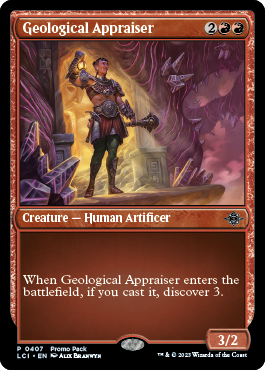 Geological Appraiser 2
Creature — Human Artificer
When Geological Appraiser enters the
battlefield, if you cast it, discover 3.
3/2
P 0407 Promo Pack
LCI • EN Alix Branwyn
™ & © 2023 Wizards of the Coast